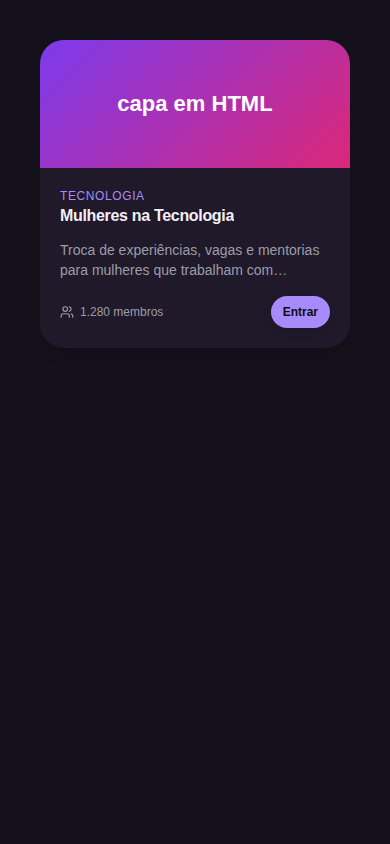 capa em HTML
TECNOLOGIA
Mulheres na Tecnologia
Troca de experiências, vagas e mentorias
para mulheres que trabalham com…
1.280 membros
Entrar